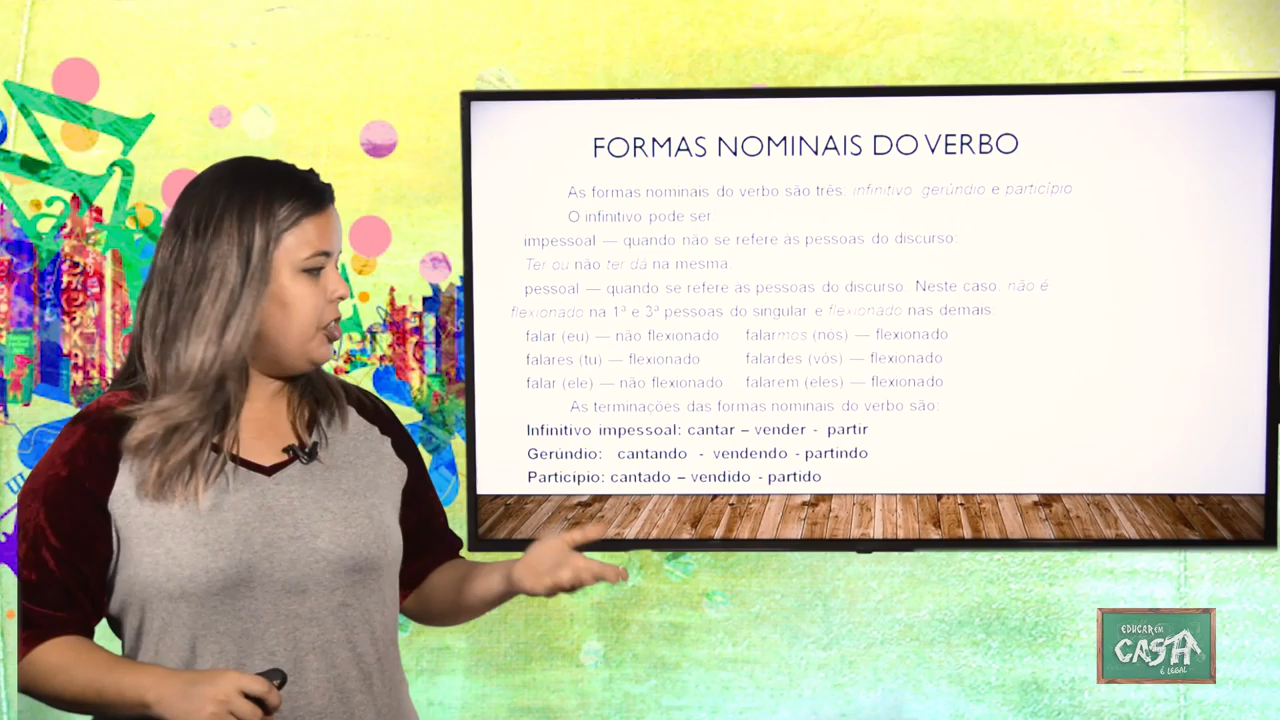 FORMAS NOMINAIS DO VERBO
As formas nominais do verbo são três: infinitivo gerúndio e particípio
O infinitivo pode ser
impessoal — quando não se refere às pessoas do discurso:
Ter ou não ter dá na mesma.
pessoal — quando se refere às pessoas do discurso. Neste caso, não é
flexionado na 1ª e 3ª pessoas do singular e flexionado nas demais:
falar (eu) — não flexionado falarmos (nós) — flexionado
falares (tu) — flexionado falardes (vós) — flexionado
falar (ele) — não flexionado falarem (eles) — flexionado
As terminações das formas nominais do verbo são:
Infinitivo impessoal: cantar – vender - partir
Gerúndio: cantando - vendendo - partindo
Particípio: cantado – vendido - partido
EDUCAR EM
CASA
É LEGAL